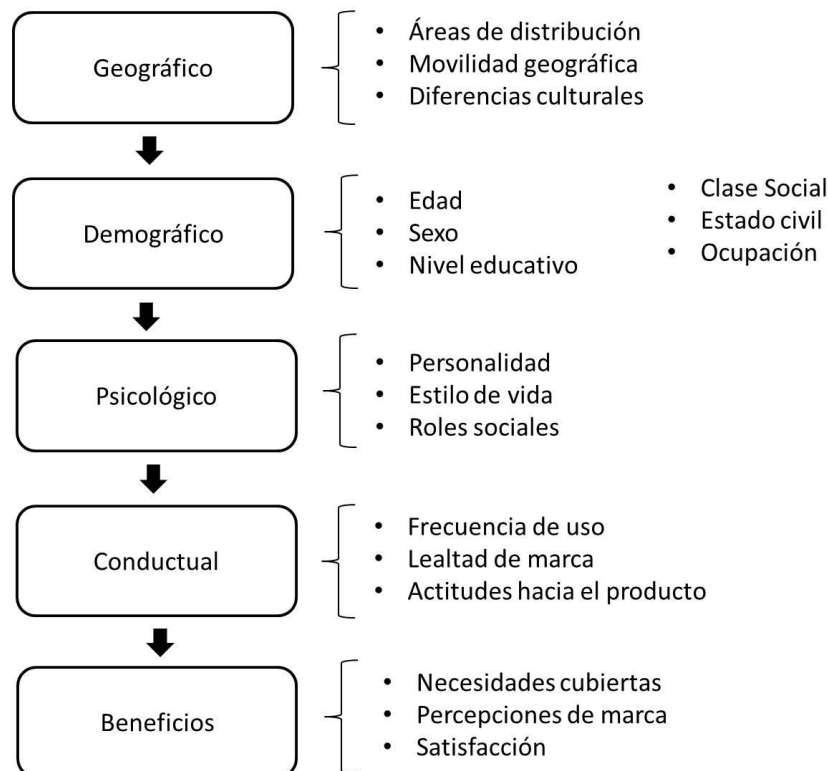 Geográfico
• Áreas de distribución
• Movilidad geográfica
• Diferencias culturales
Demográfico
• Edad
• Sexo
• Nivel educativo
• Clase Social
• Estado civil
• Ocupación
Psicológico
• Personalidad
• Estilo de vida
• Roles sociales
Conductual
• Frecuencia de uso
• Lealtad de marca
• Actitudes hacia el producto
Beneficios
• Necesidades cubiertas
• Percepciones de marca
• Satisfacción